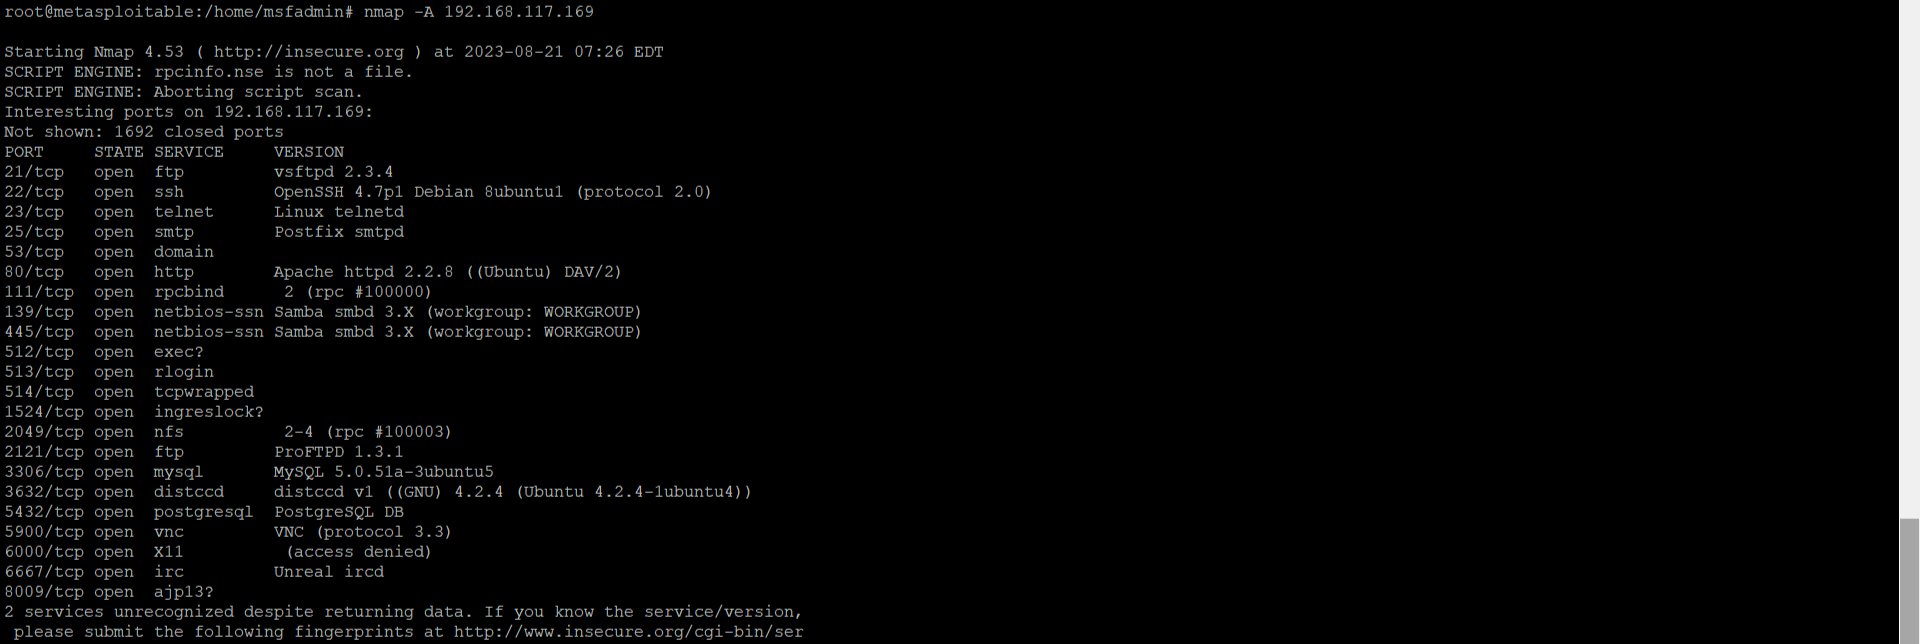 root@metasploitable:/home/msfadmin# nmap -A 192.168.117.169
Starting Nmap 4.53 ( http://insecure.org ) at 2023-08-21 07:26 EDT
SCRIPT ENGINE: rpcinfo.nse is not a file.
SCRIPT ENGINE: Aborting script scan.
Interesting ports on 192.168.117.169:
Not shown: 1692 closed ports
PORT     STATE SERVICE     VERSION
21/tcp   open  ftp         vsftpd 2.3.4
22/tcp   open  ssh         OpenSSH 4.7p1 Debian 8ubuntu1 (protocol 2.0)
23/tcp   open  telnet      Linux telnetd
25/tcp   open  smtp        Postfix smtpd
53/tcp   open  domain
80/tcp   open  http        Apache httpd 2.2.8 ((Ubuntu) DAV/2)
111/tcp  open  rpcbind      2 (rpc #100000)
139/tcp  open  netbios-ssn Samba smbd 3.X (workgroup: WORKGROUP)
445/tcp  open  netbios-ssn Samba smbd 3.X (workgroup: WORKGROUP)
512/tcp  open  exec?
513/tcp  open  rlogin
514/tcp  open  tcpwrapped
1524/tcp open  ingreslock?
2049/tcp open  nfs          2-4 (rpc #100003)
2121/tcp open  ftp         ProFTPD 1.3.1
3306/tcp open  mysql       MySQL 5.0.51a-3ubuntu5
3632/tcp open  distccd     distccd v1 ((GNU) 4.2.4 (Ubuntu 4.2.4-1ubuntu4))
5432/tcp open  postgresql  PostgreSQL DB
5900/tcp open  vnc         VNC (protocol 3.3)
6000/tcp open  X11          (access denied)
6667/tcp open  irc         Unreal ircd
8009/tcp open  ajp13?
2 services unrecognized despite returning data. If you know the service/version,
 please submit the following fingerprints at http://www.insecure.org/cgi-bin/ser